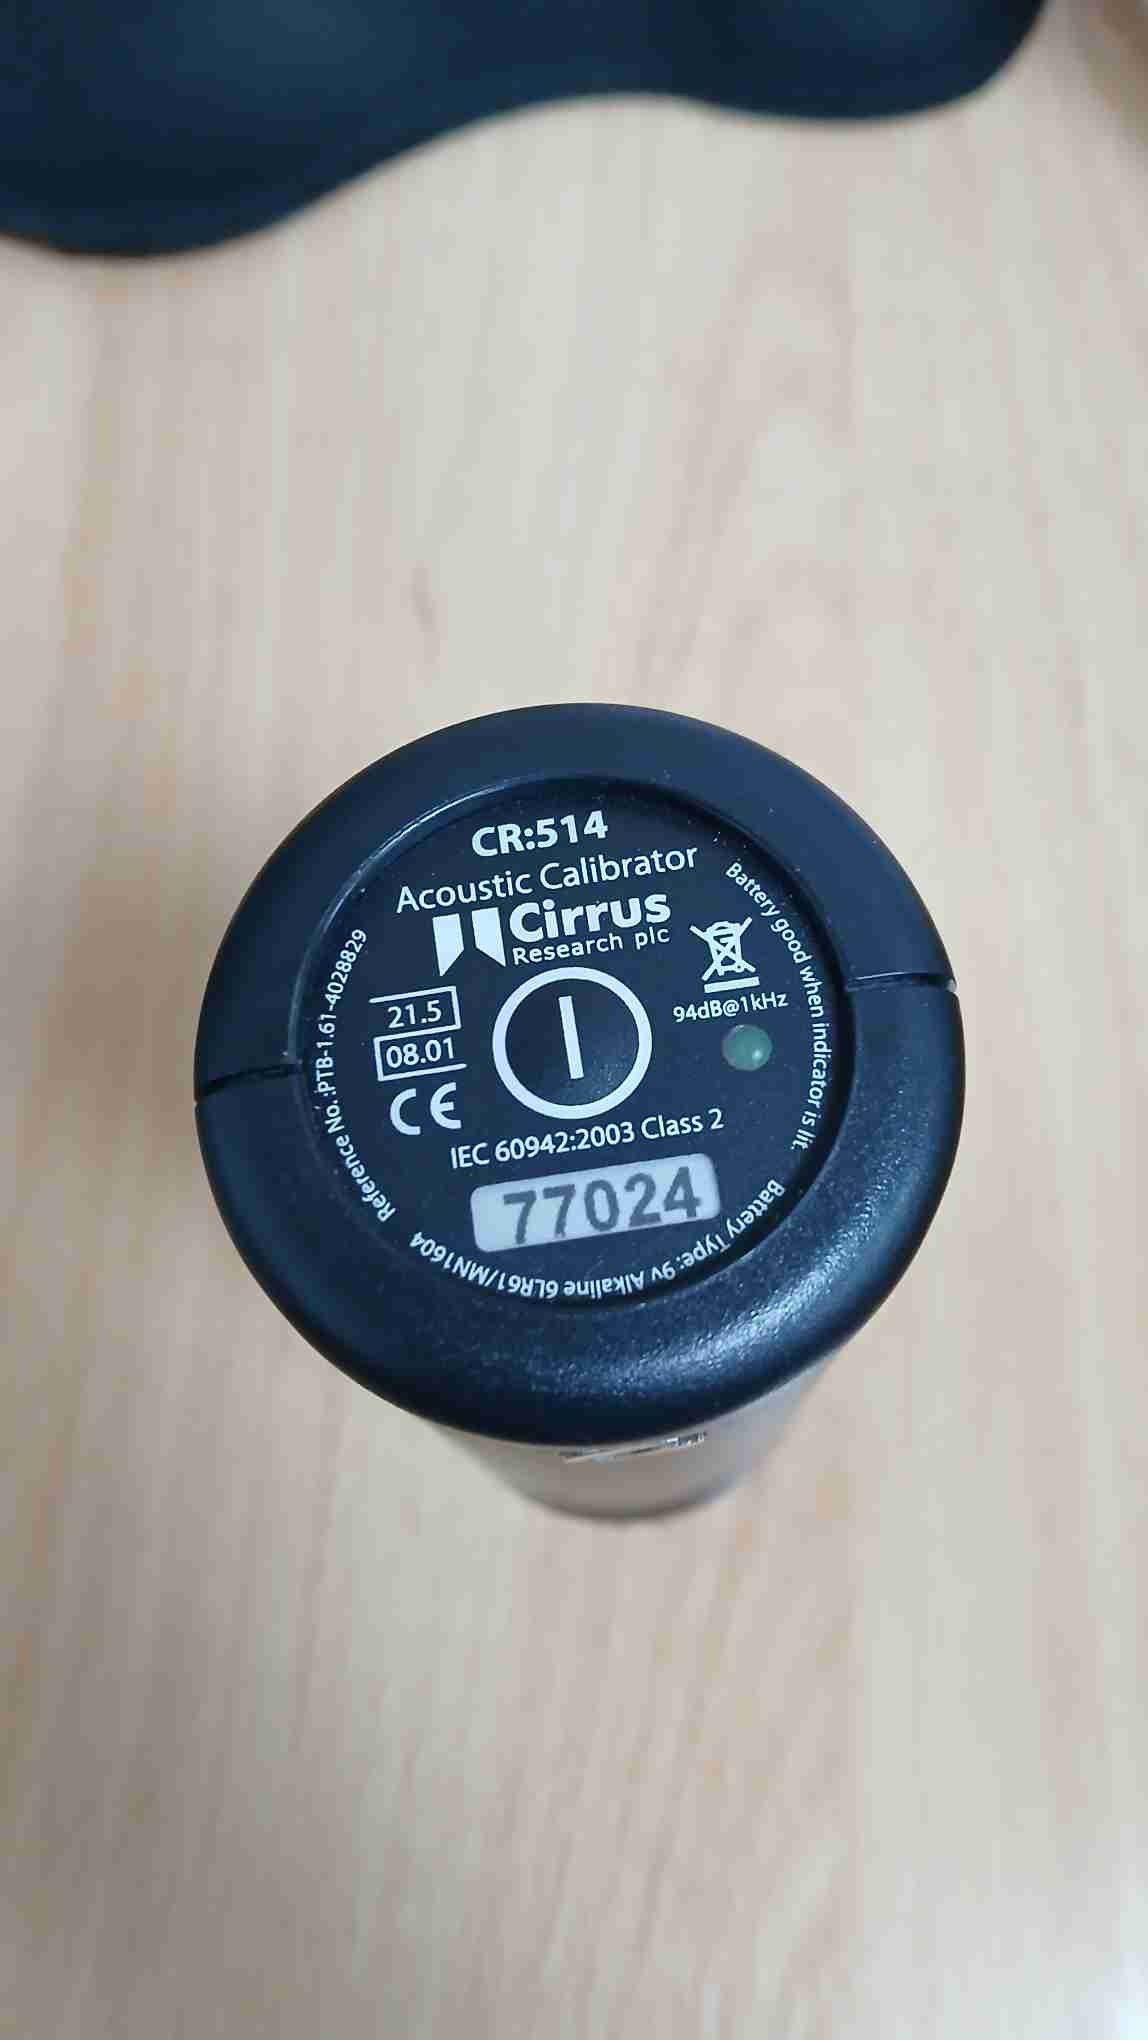 CR:514
Acoustic Calibrator
Cirrus
Research plc
21.5
08.01
CE
94dB@1kHz
IEC 60942:2003 Class 2
77024
Battery good when indicator is lit.
Battery Type: 9v Alkaline 6LR61/MN1604
Reference No.:PTB-1.61-4028829